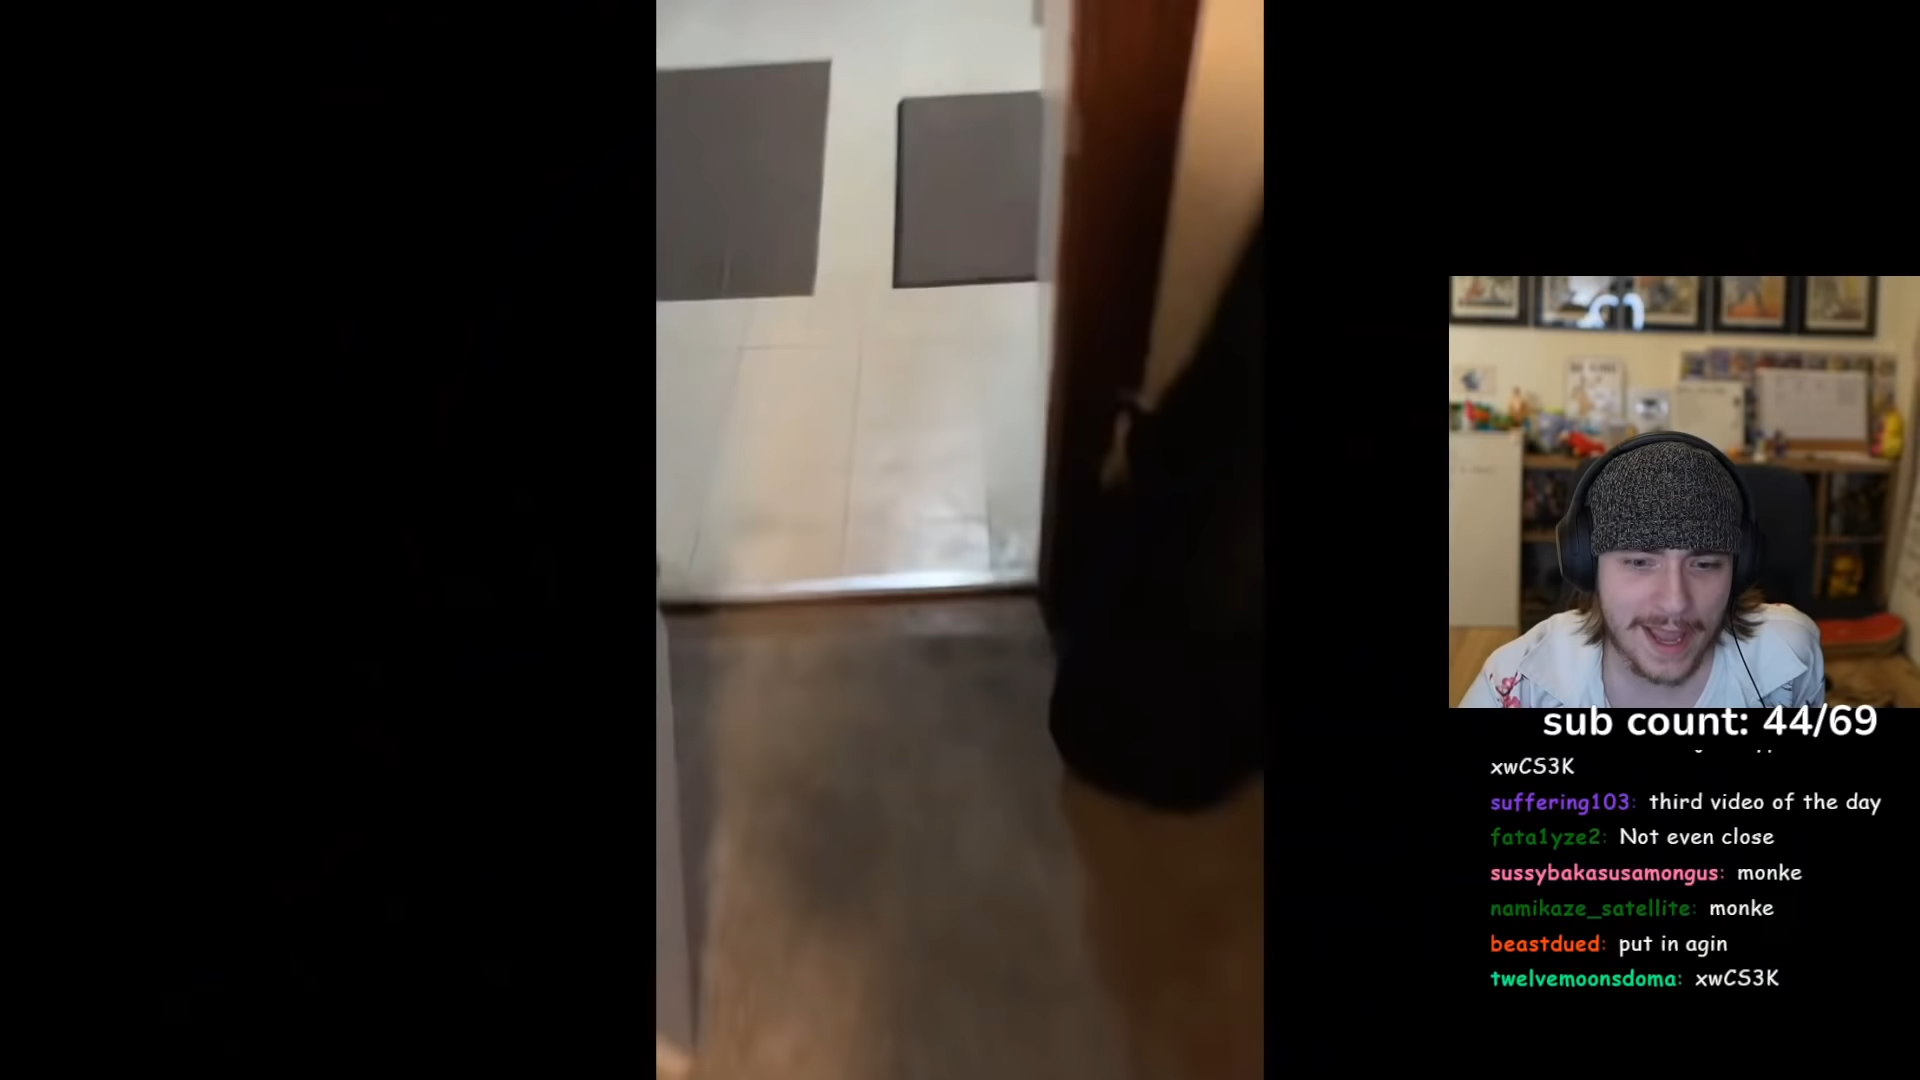 sub count: 44/69
xwCS3K
suffering103: third video of the day
fata1yze2: Not even close
sussybakasusamongus: monke
namikaze_satellite: monke
beastdued: put in agin
twelvemoonsdoma: xwCS3K